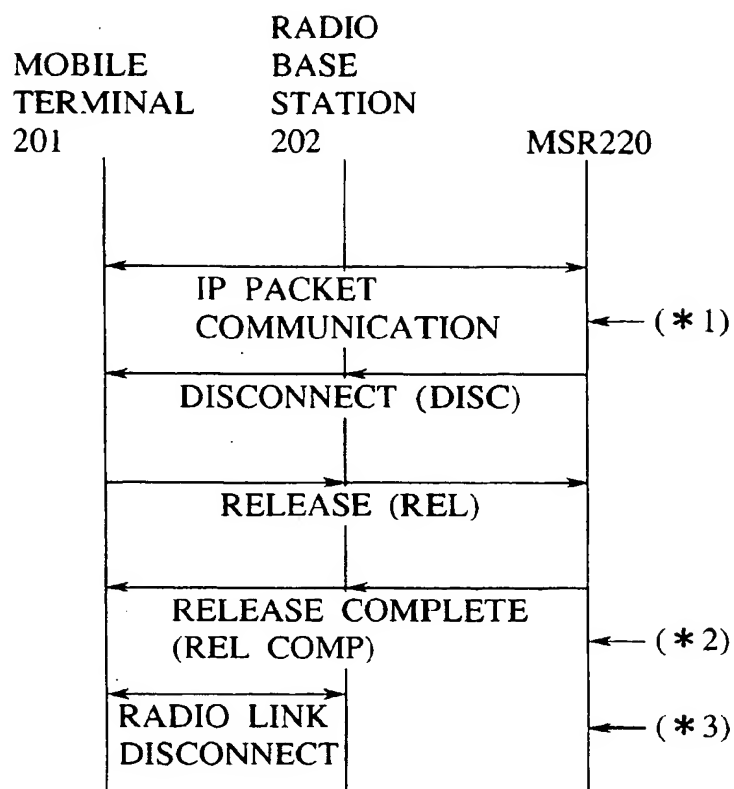 MOBILE
TERMINAL
201
RADIO
BASE
STATION
202
MSR220
IP PACKET
COMMUNICATION
(*1)
DISCONNECT (DISC)
RELEASE (REL)
RELEASE COMPLETE
(REL COMP)
(*2)
RADIO LINK
DISCONNECT
(*3)